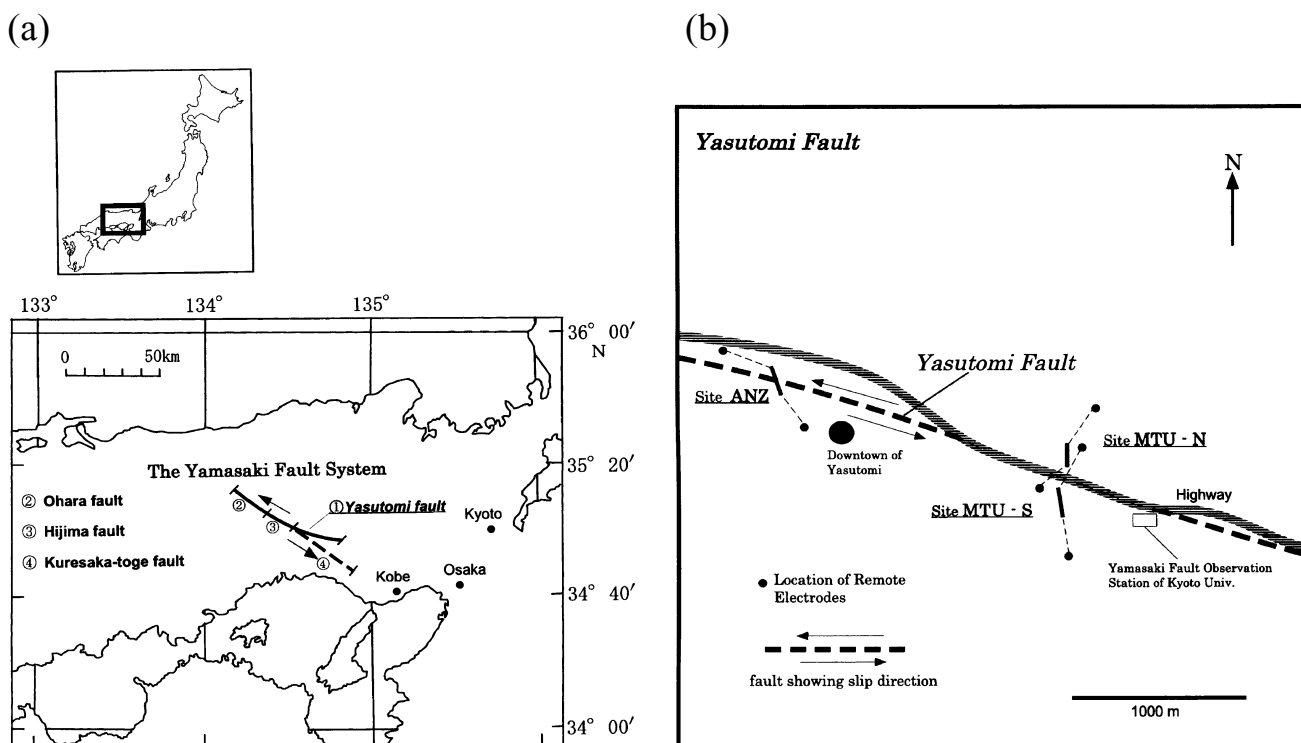 (a)
133°
134°
135°
0
50km
36° 00′
N
The Yamasaki Fault System
35° 20′
② Ohara fault
③ Hijima fault
④ Kuresaka-toge fault
②
③
④
①Yasutomi fault
Kyoto
Osaka
Kobe
34° 40′
34° 00′
(b)
Yasutomi Fault
N
Yasutomi Fault
Site ANZ
Downtown of
Yasutomi
Site MTU - N
Site MTU - S
Highway
Yamasaki Fault Observation
Station of Kyoto Univ.
Location of Remote
Electrodes
fault showing slip direction
1000 m